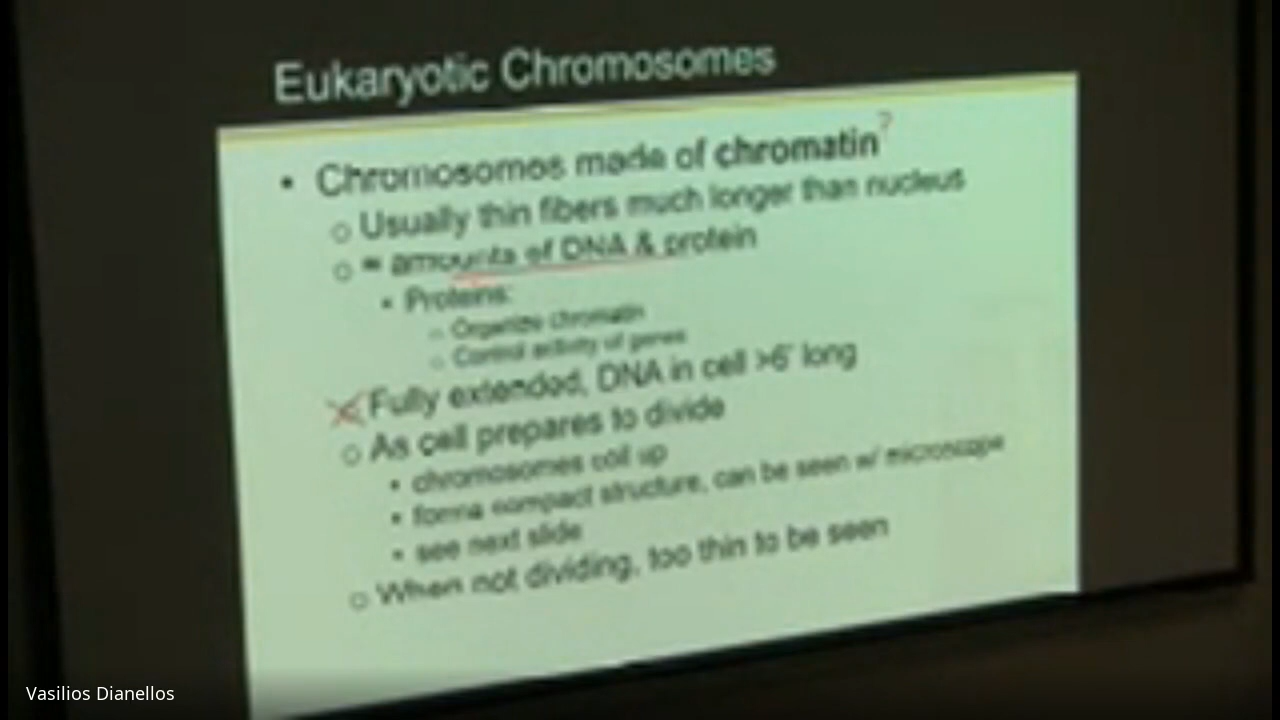 Eukaryotic Chromosomes
• Chromosomes made of chromatin?
o Usually thin fibers much longer than nucleus
o ≈ amounts of DNA & protein
• Proteins:
o Organize chromatin
o Control activity of genes
Fully extended, DNA in cell >6' long
o As cell prepares to divide
• chromosomes coil up
• forms compact structure, can be seen w/ microscope
• see next slide
o When not dividing, too thin to be seen
Vasilios Dianellos